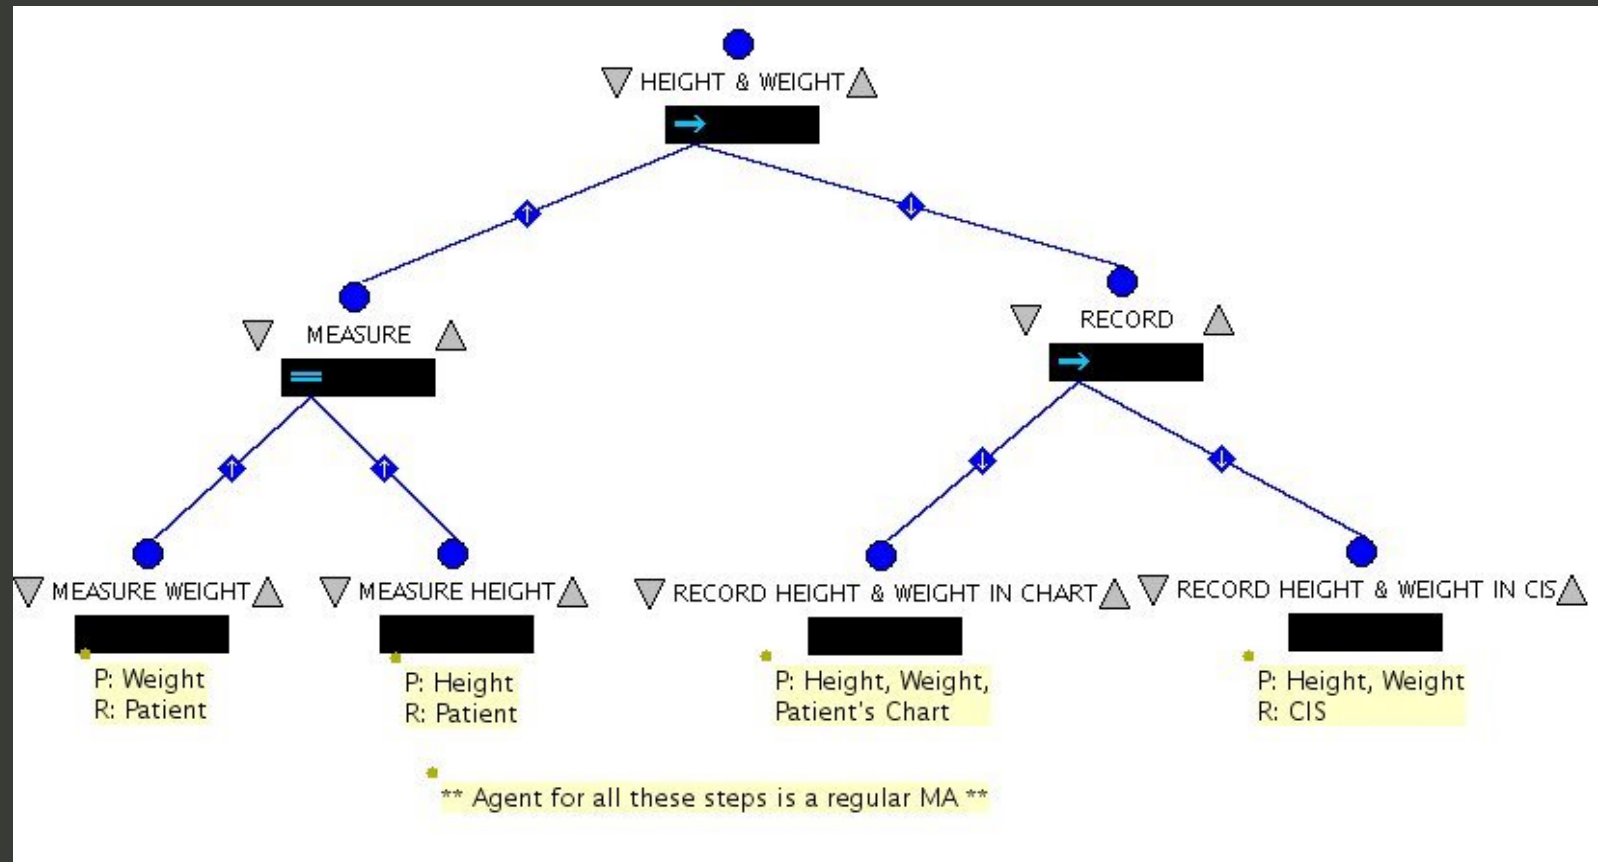 HEIGHT & WEIGHT
→
↑
↓
MEASURE
RECORD
=
→
↑
↑
↓
↓
MEASURE WEIGHT
MEASURE HEIGHT
RECORD HEIGHT & WEIGHT IN CHART
RECORD HEIGHT & WEIGHT IN CIS
P: Weight
R: Patient
P: Height
R: Patient
P: Height, Weight,
Patient's Chart
P: Height, Weight
R: CIS
** Agent for all these steps is a regular MA **